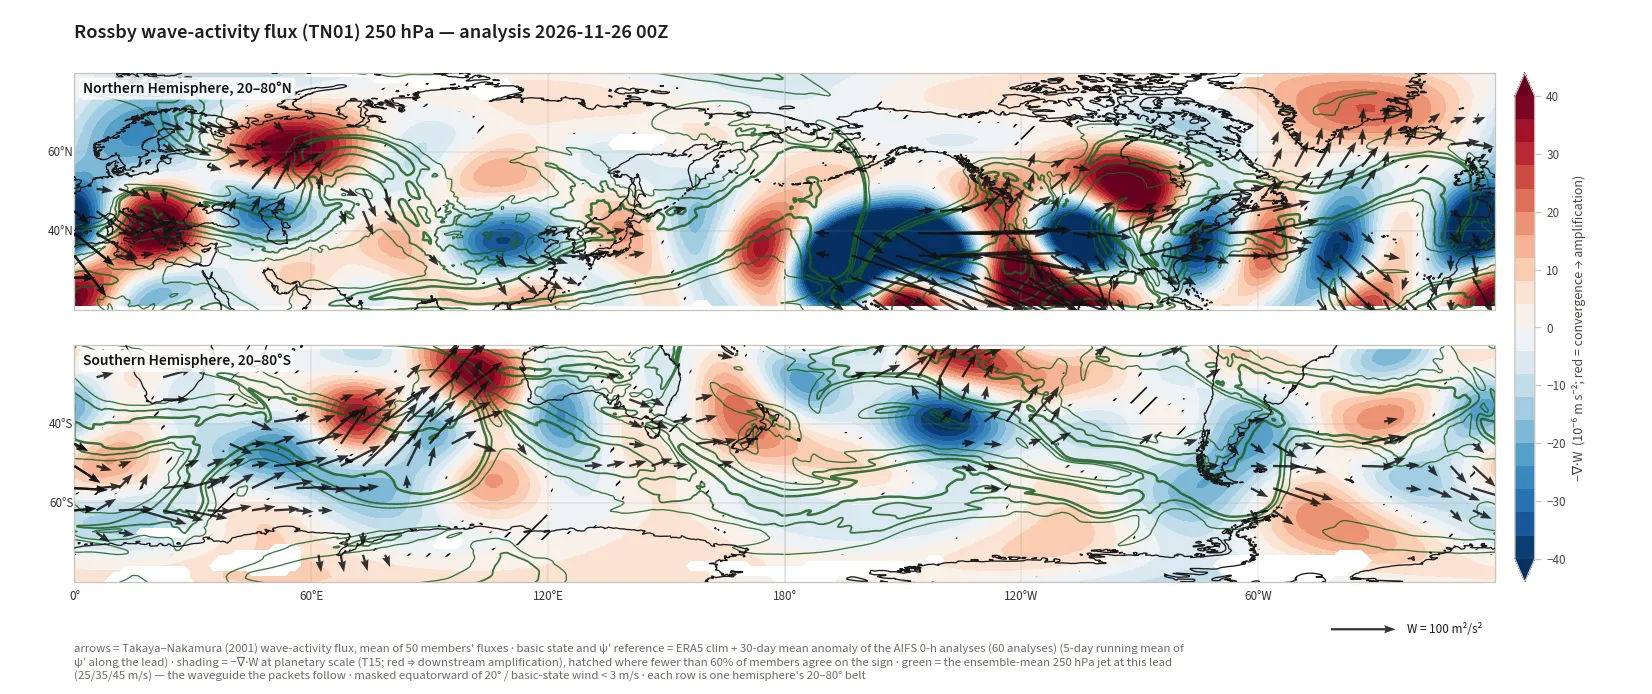 Rossby wave-activity flux (TN01) 250 hPa — analysis 2026-11-26 00Z
Northern Hemisphere, 20–80°N
60°N
40°N
Southern Hemisphere, 20–80°S
40°S
60°S
0°
60°E
120°E
180°
120°W
60°W
40
30
20
10
0
−10
−20
−30
−40
−∇·W (10⁻⁶ m s⁻²; red = convergence → amplification)
W = 100 m²/s²
arrows = Takaya–Nakamura (2001) wave-activity flux, mean of 50 members' fluxes · basic state and ψ' reference = ERA5 clim + 30-day mean anomaly of the AIFS 0-h analyses (60 analyses) (5-day running mean of
ψ' along the lead) · shading = −∇·W at planetary scale (T15; red ⇒ downstream amplification), hatched where fewer than 60% of members agree on the sign · green = the ensemble-mean 250 hPa jet at this lead
(25/35/45 m/s) — the waveguide the packets follow · masked equatorward of 20° / basic-state wind < 3 m/s · each row is one hemisphere's 20–80° belt